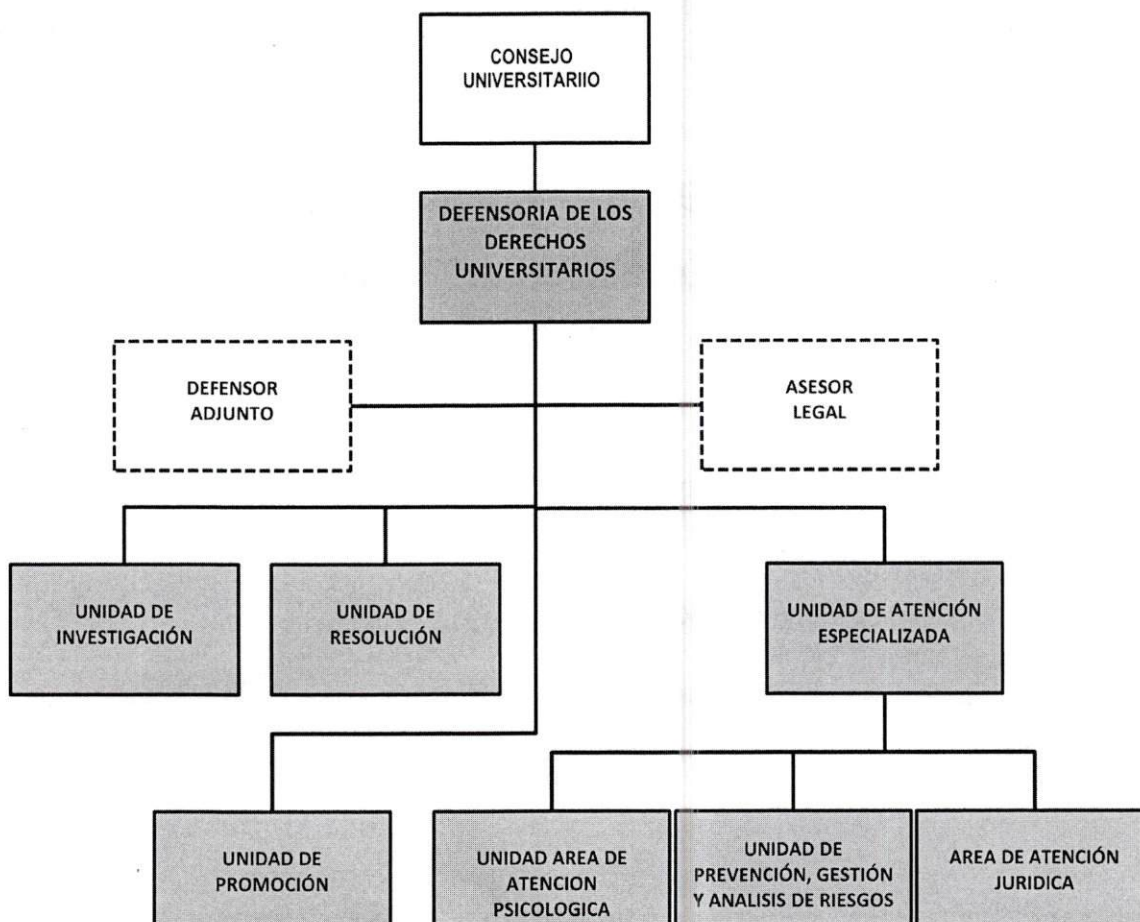 CONSEJO
UNIVERSITARIIO
DEFENSORIA DE LOS
DERECHOS
UNIVERSITARIOS
DEFENSOR
ADJUNTO
ASESOR
LEGAL
UNIDAD DE
INVESTIGACIÓN
UNIDAD DE
RESOLUCIÓN
UNIDAD DE ATENCIÓN
ESPECIALIZADA
UNIDAD DE
PROMOCIÓN
UNIDAD AREA DE
ATENCION
PSICOLOGICA
UNIDAD DE
PREVENCIÓN, GESTIÓN
Y ANALISIS DE RIESGOS
AREA DE ATENCIÓN
JURIDICA